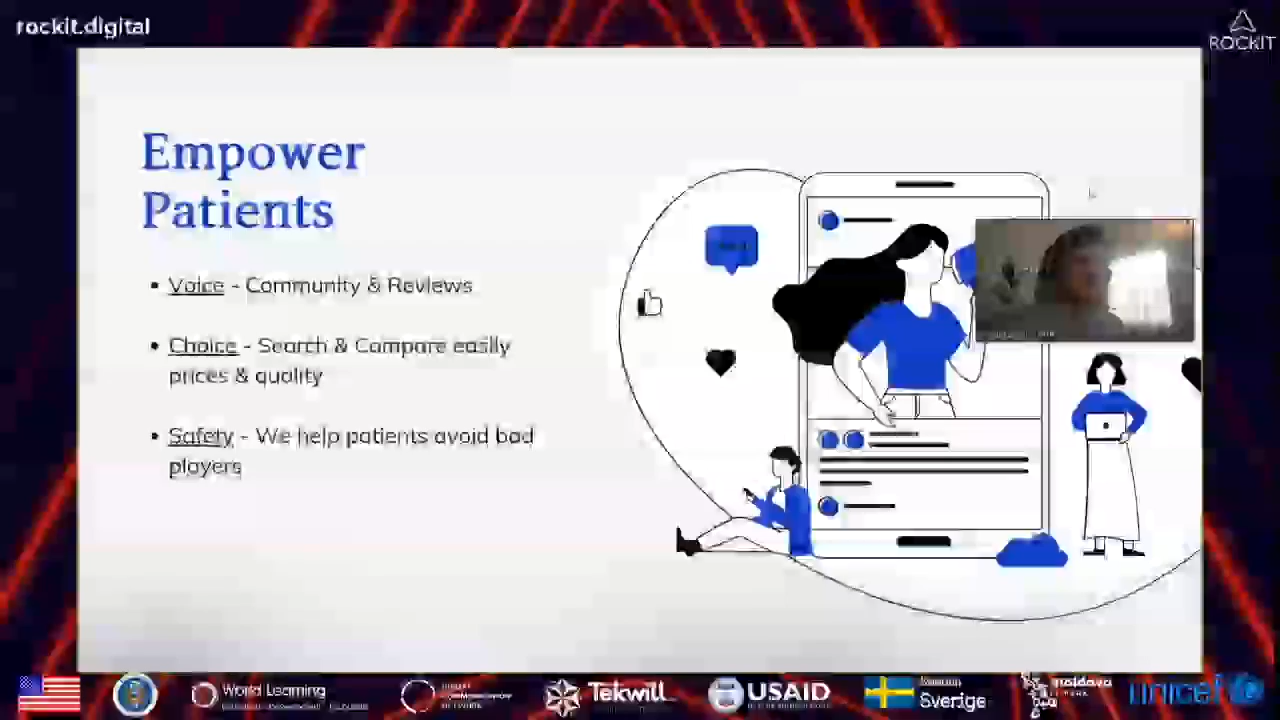 rockit.digital
ROCKIT
Empower
Patients
• Voice - Community & Reviews
• Choice - Search & Compare easily
prices & quality
• Safety - We help patients avoid bad
players
World Learning
Tekwill
USAID
Sverige
moldova
unicef